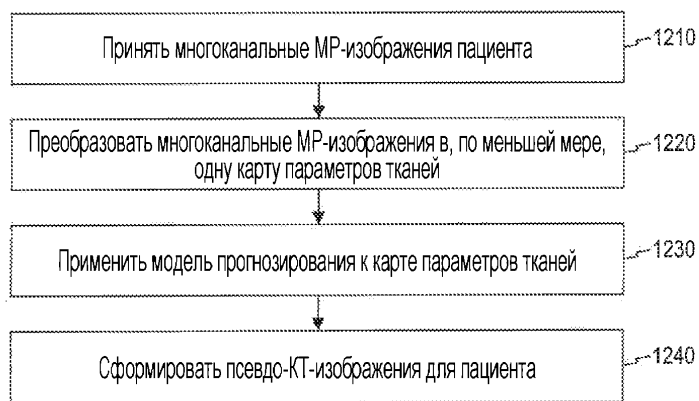 Принять многоканальные МР-изображения пациента
1210
Преобразовать многоканальные МР-изображения в, по меньшей мере,
одну карту параметров тканей
1220
Применить модель прогнозирования к карте параметров тканей
1230
Сформировать псевдо-КТ-изображения для пациента
1240